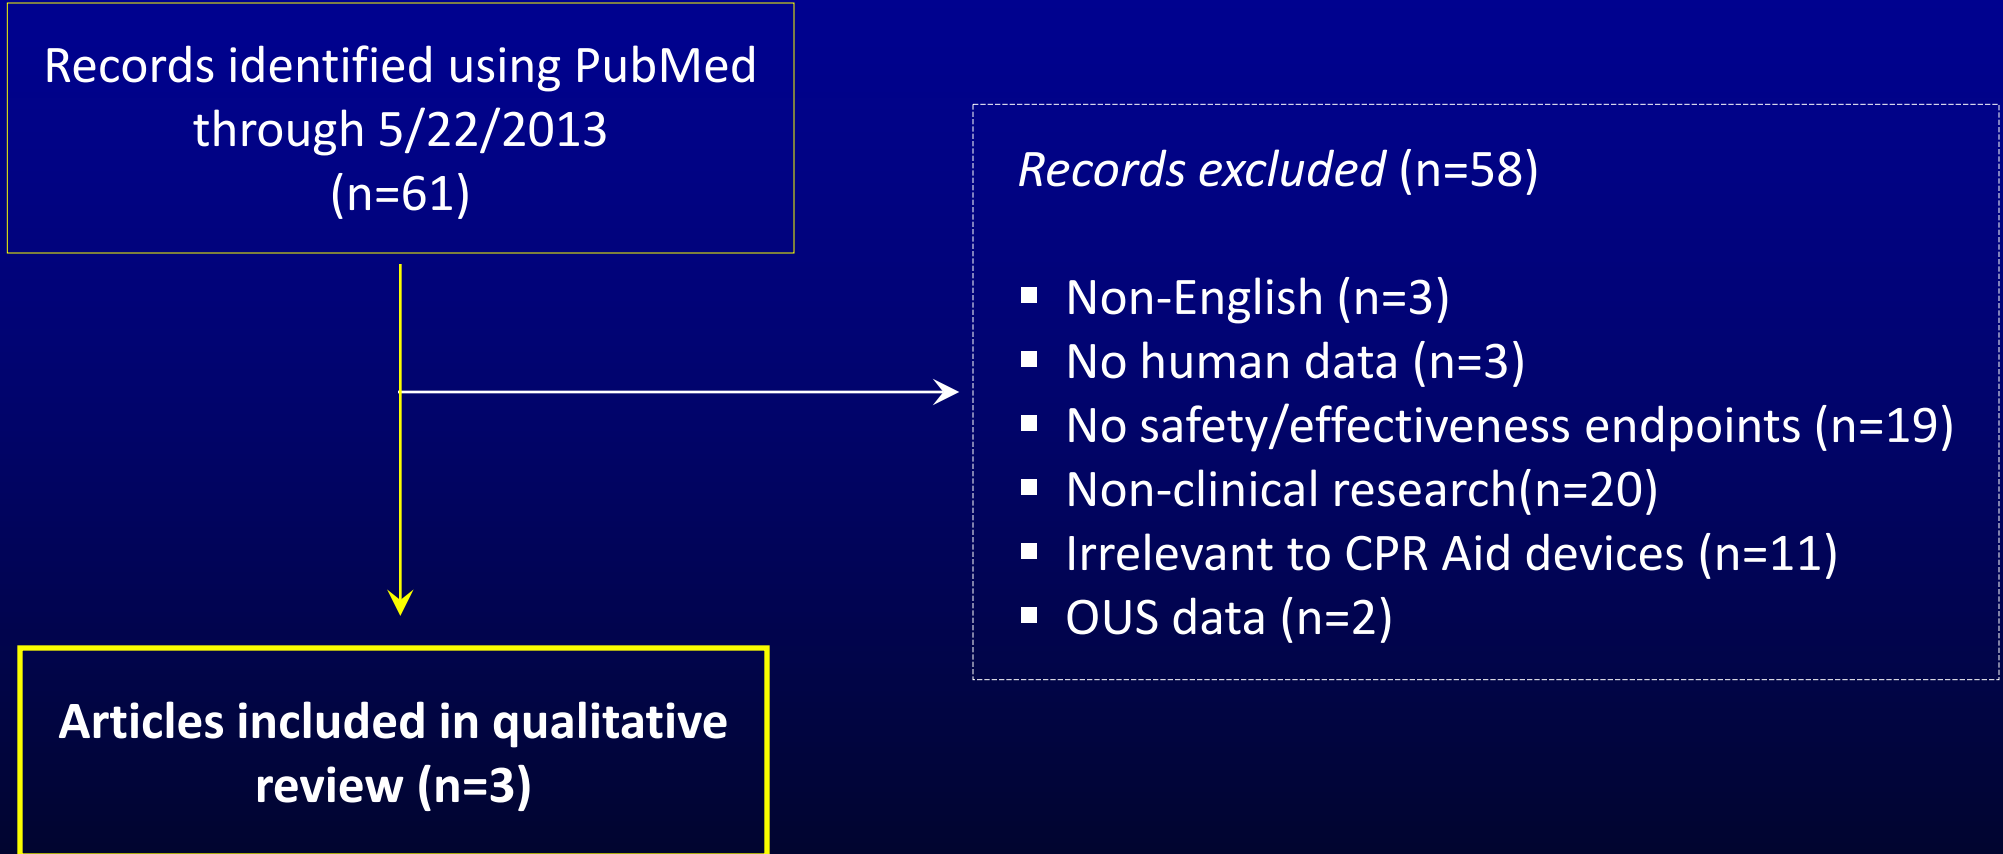 Records identified using PubMed
through 5/22/2013
(n=61)
Records excluded (n=58)
▪ Non-English (n=3)
▪ No human data (n=3)
▪ No safety/effectiveness endpoints (n=19)
▪ Non-clinical research(n=20)
▪ Irrelevant to CPR Aid devices (n=11)
▪ OUS data (n=2)
Articles included in qualitative
review (n=3)